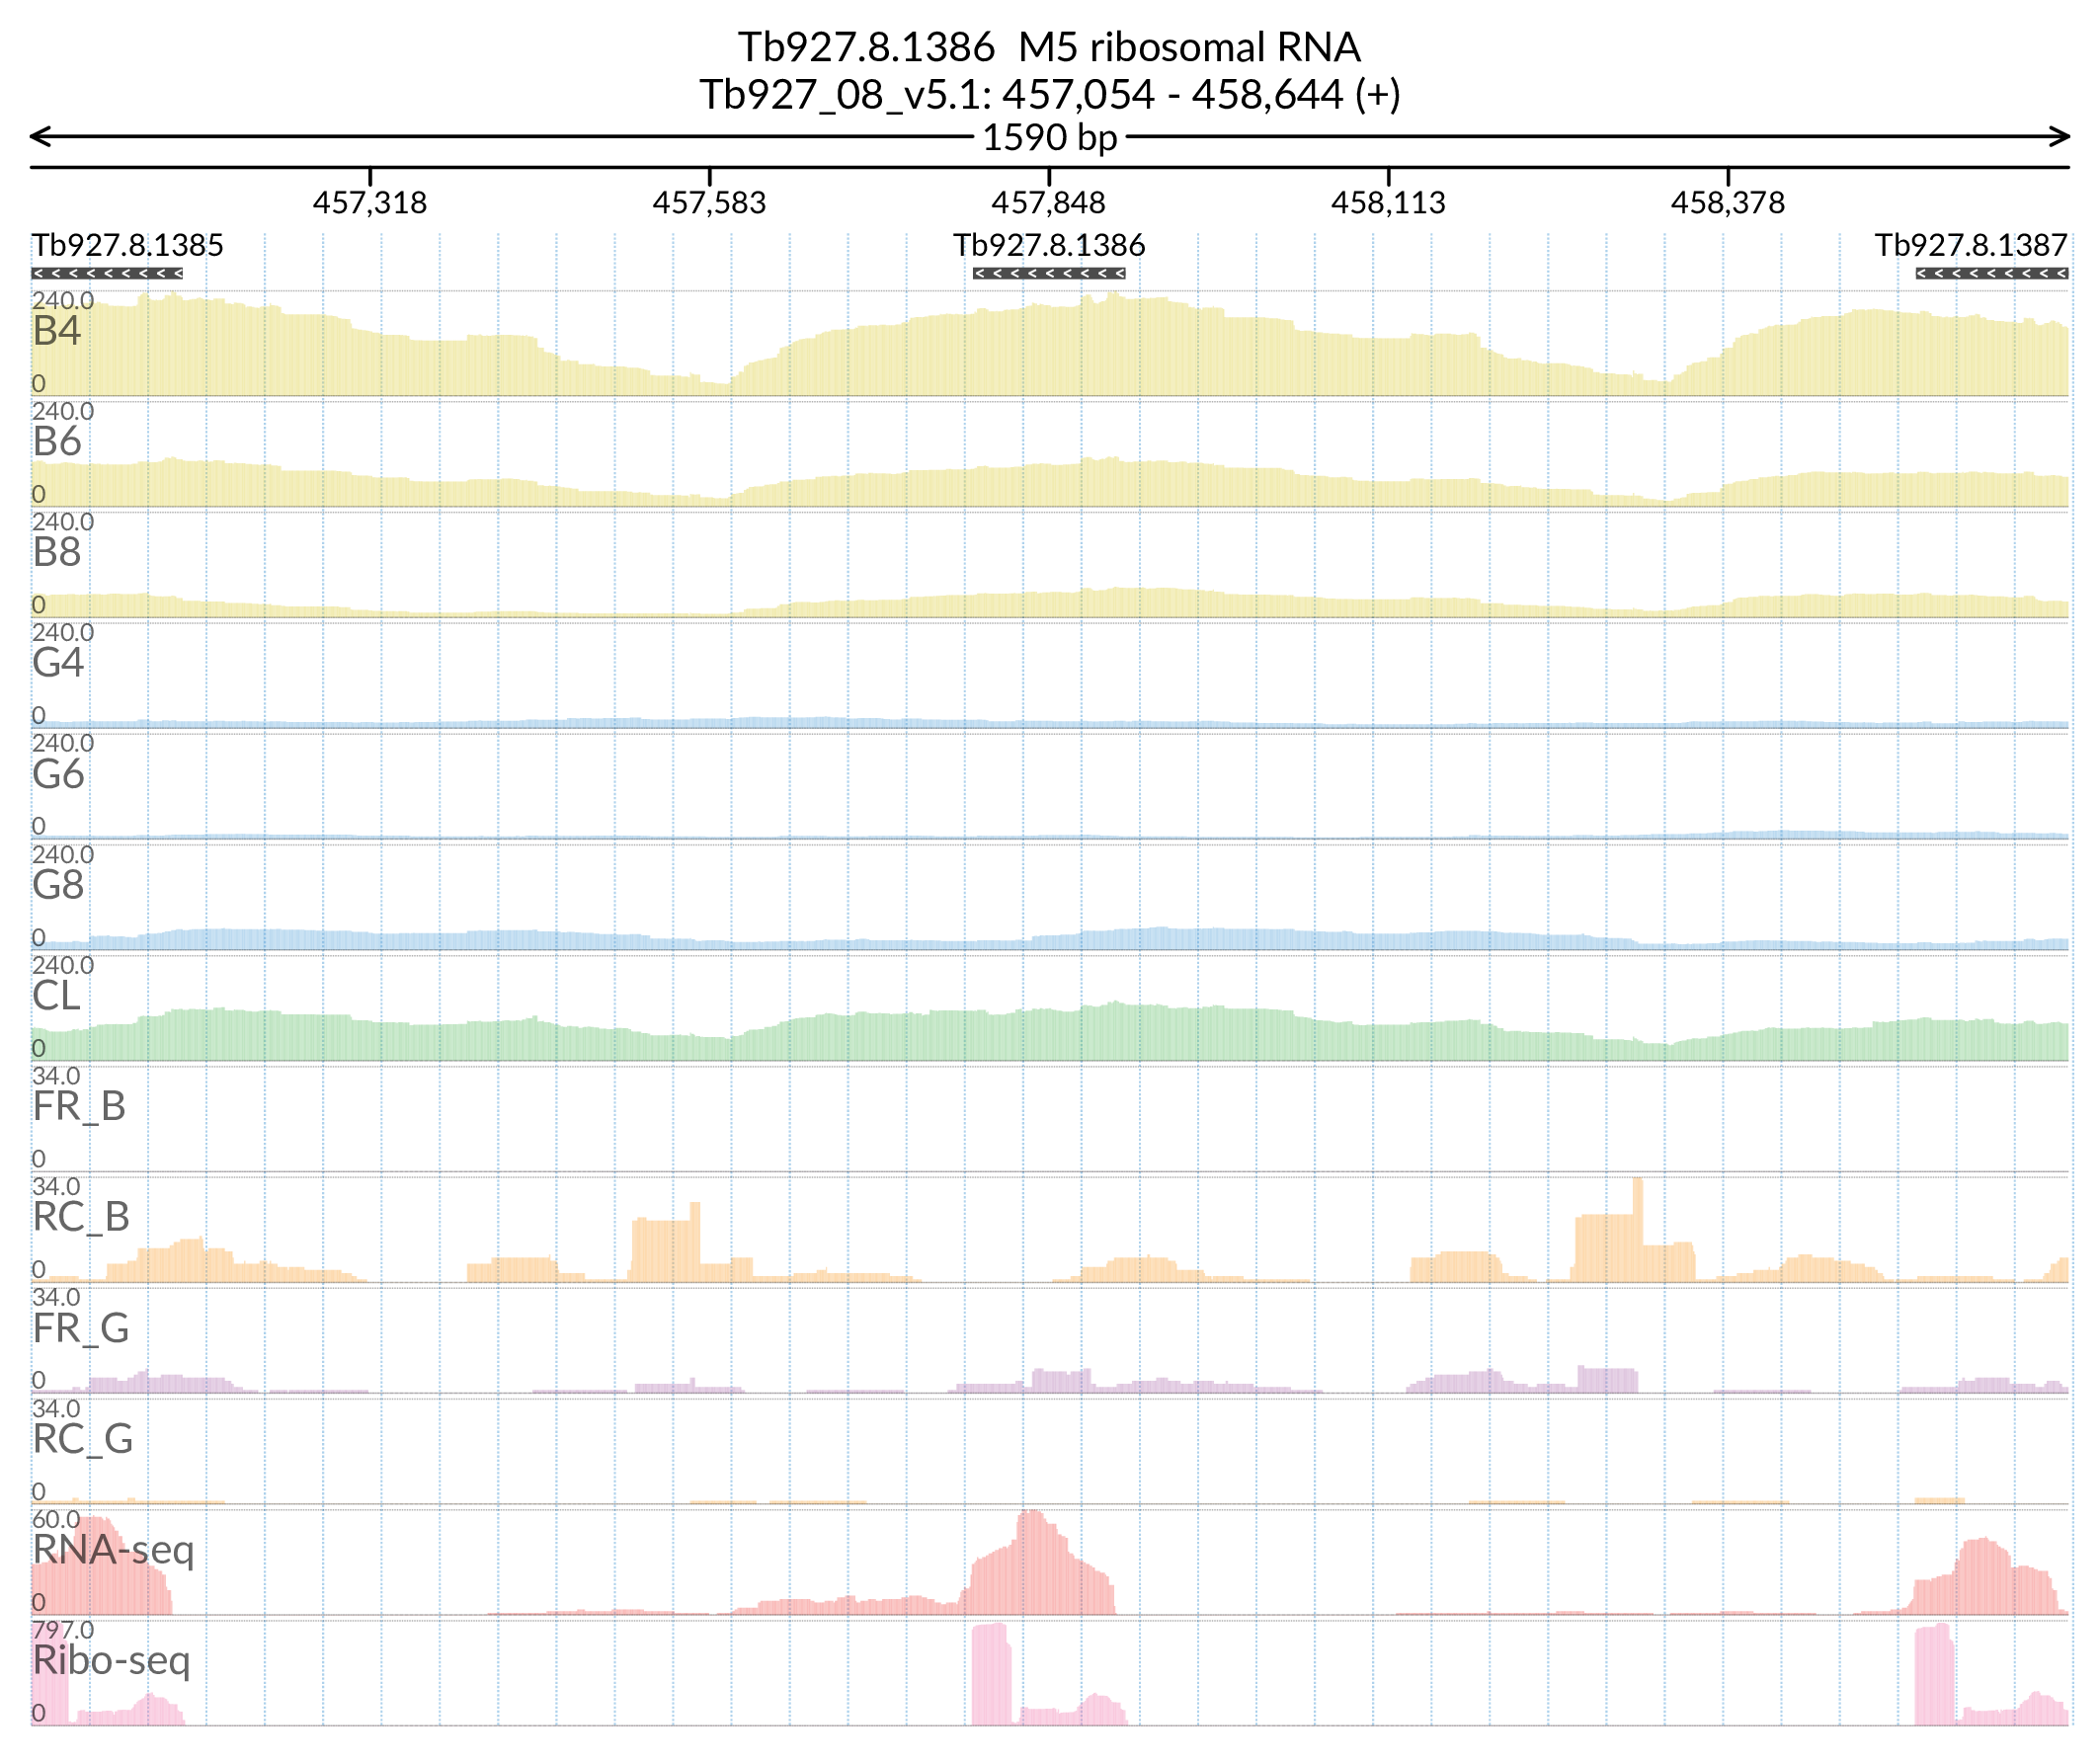 Tb927.8.1386  M5 ribosomal RNA
Tb927_08_v5.1: 457,054 - 458,644 (+)
1590 bp
457,318 457,583 457,848 458,113 458,378
Tb927.8.1385 Tb927.8.1386 Tb927.8.1387
240.0
B4
0
240.0
B6
0
240.0
B8
0
240.0
G4
0
240.0
G6
0
240.0
G8
0
240.0
CL
0
34.0
FR_B
0
34.0
RC_B
0
34.0
FR_G
0
34.0
RC_G
0
60.0
RNA-seq
0
797.0
Ribo-seq
0